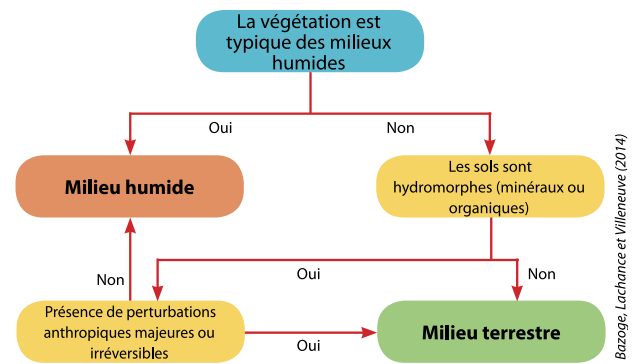 La végétation est
typique des milieux
humides
Oui
Non
Milieu humide
Les sols sont
hydromorphes (minéraux ou
organiques)
Non
Oui
Non
Présence de perturbations
anthropiques majeures ou
irréversibles
Oui
Milieu terrestre
Bazoge, Lachance et Villeneuve (2014)